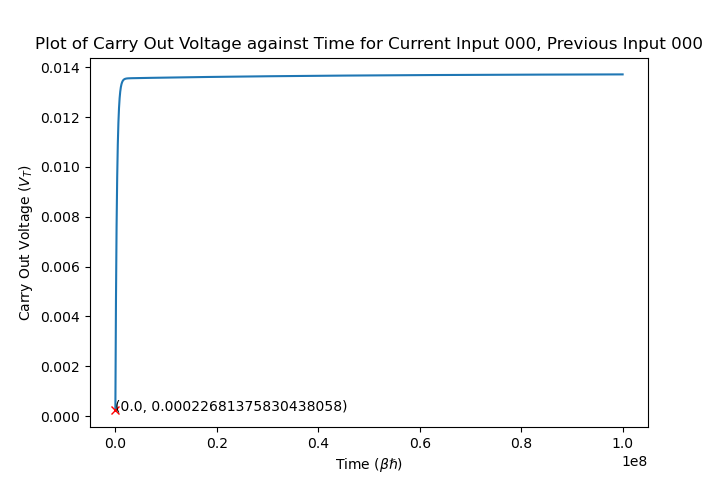 Plot of Carry Out Voltage against Time for Current Input 000, Previous Input 000
0.014
0.012
0.010
0.008
0.006
0.004
0.002
0.000
Carry Out Voltage (V_T)
(0.0, 0.00022681375830438058)
0.0 0.2 0.4 0.6 0.8 1.0
1e8
Time (βℏ)